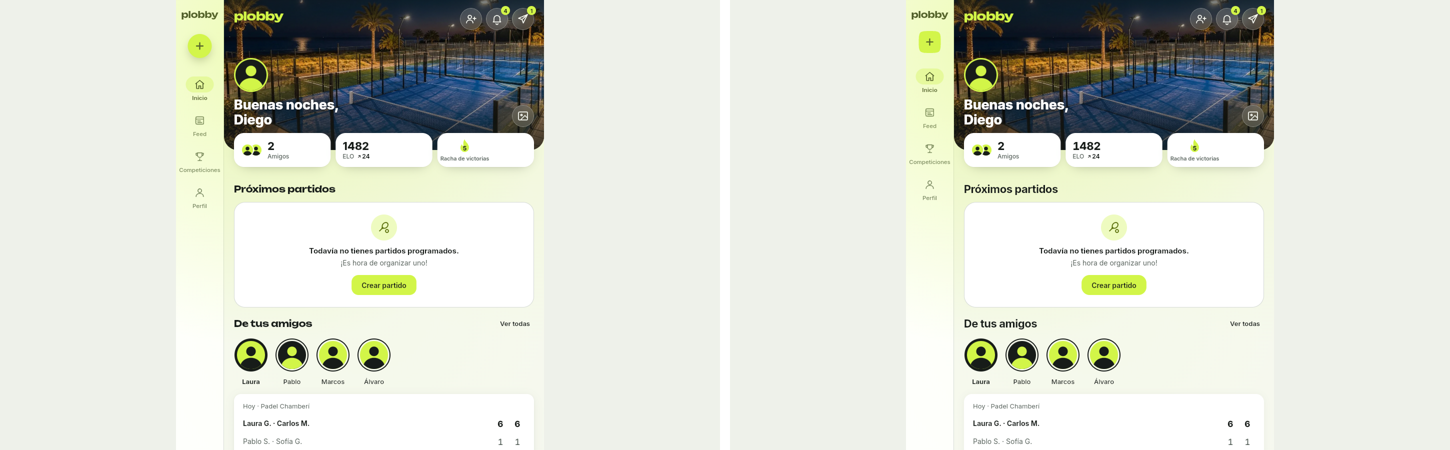 plobby
plobby
4
1
+
Inicio
Feed
Competiciones
Perfil
Buenas noches,
Diego
2
Amigos
1482
ELO ↗24
5
Racha de victorias
Próximos partidos
Todavía no tienes partidos programados.
¡Es hora de organizar uno!
Crear partido
De tus amigos
Ver todas
Laura
Pablo
Marcos
Álvaro
Hoy · Padel Chamberí
Laura G. · Carlos M. 6 6
Pablo S. · Sofía G. 1 1
plobby
plobby
4
1
+
Inicio
Feed
Competiciones
Perfil
Buenas noches,
Diego
2
Amigos
1482
ELO ↗24
5
Racha de victorias
Próximos partidos
Todavía no tienes partidos programados.
¡Es hora de organizar uno!
Crear partido
De tus amigos
Ver todas
Laura
Pablo
Marcos
Álvaro
Hoy · Padel Chamberí
Laura G. · Carlos M. 6 6
Pablo S. · Sofía G. 1 1